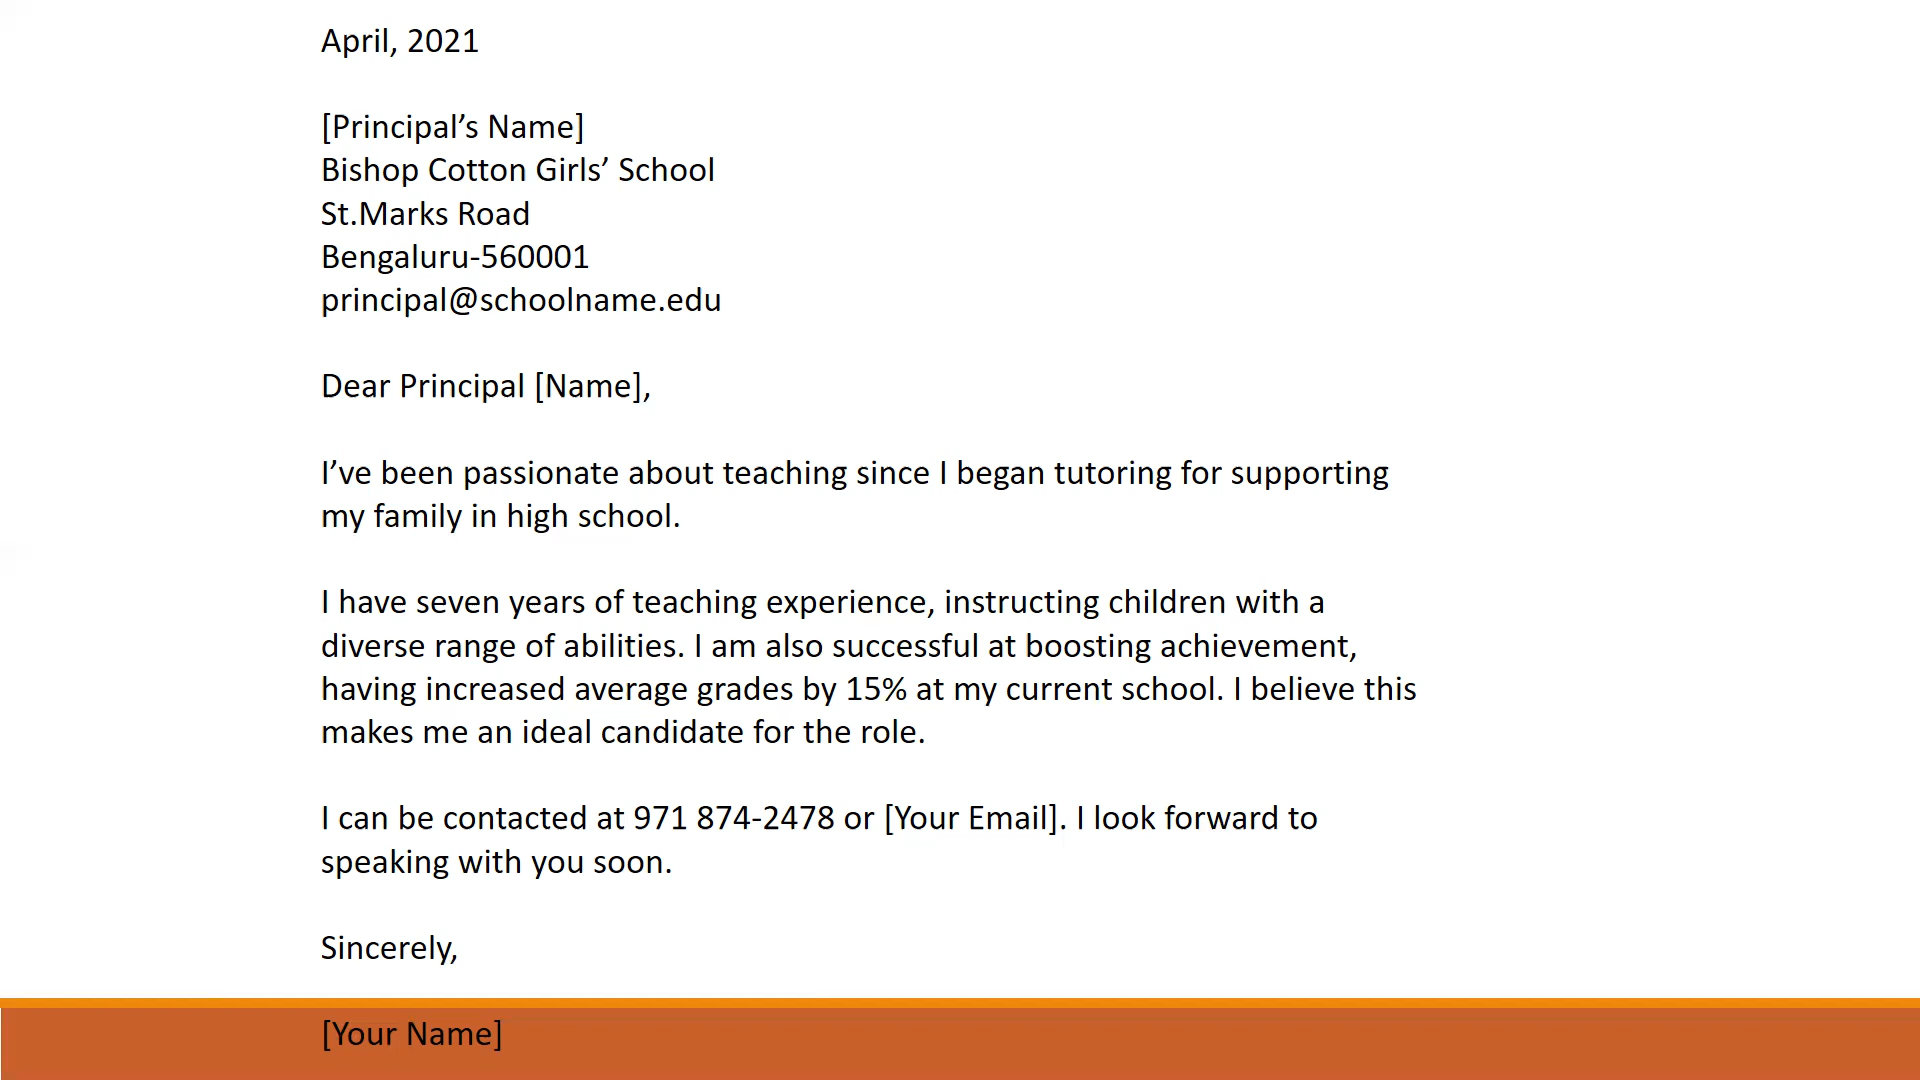 April, 2021
[Principal’s Name]
Bishop Cotton Girls’ School
St.Marks Road
Bengaluru-560001
principal@schoolname.edu
Dear Principal [Name],
I’ve been passionate about teaching since I began tutoring for supporting
my family in high school.
I have seven years of teaching experience, instructing children with a
diverse range of abilities. I am also successful at boosting achievement,
having increased average grades by 15% at my current school. I believe this
makes me an ideal candidate for the role.
I can be contacted at 971 874-2478 or [Your Email]. I look forward to
speaking with you soon.
Sincerely,
[Your Name]